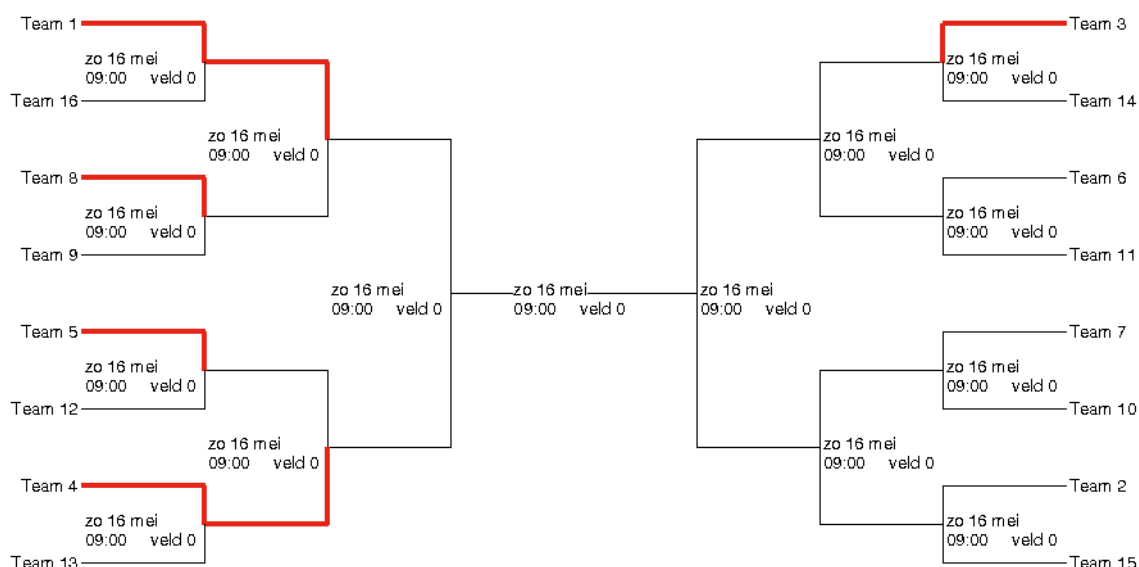 Team 1
zo 16 mei
09:00 veld 0
Team 16
zo 16 mei
09:00 veld 0
Team 8
zo 16 mei
09:00 veld 0
Team 9
zo 16 mei
09:00 veld 0
Team 5
zo 16 mei
09:00 veld 0
Team 12
zo 16 mei
09:00 veld 0
Team 4
zo 16 mei
09:00 veld 0
Team 13
zo 16 mei
09:00 veld 0
Team 3
zo 16 mei
09:00 veld 0
Team 14
zo 16 mei
09:00 veld 0
Team 6
zo 16 mei
09:00 veld 0
Team 11
zo 16 mei
09:00 veld 0
Team 7
zo 16 mei
09:00 veld 0
Team 10
zo 16 mei
09:00 veld 0
Team 2
zo 16 mei
09:00 veld 0
Team 15